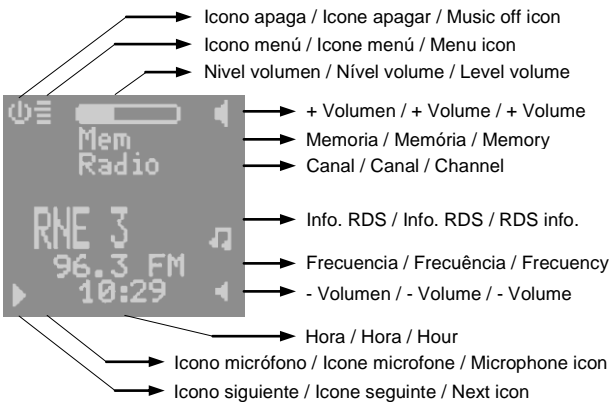 Icono apaga / Icone apagar / Music off icon
Icono menú / Icone menú / Menu icon
Nivel volumen / Nível volume / Level volume
+ Volumen / + Volume / + Volume
Mem
Memoria / Memória / Memory
Radio
Canal / Canal / Channel
RNE 3
Info. RDS / Info. RDS / RDS info.
96.3 FM
Frecuencia / Frecuência / Frecuency
10:29
- Volumen / - Volume / - Volume
Hora / Hora / Hour
Icono micrófono / Icone microfone / Microphone icon
Icono siguiente / Icone seguinte / Next icon